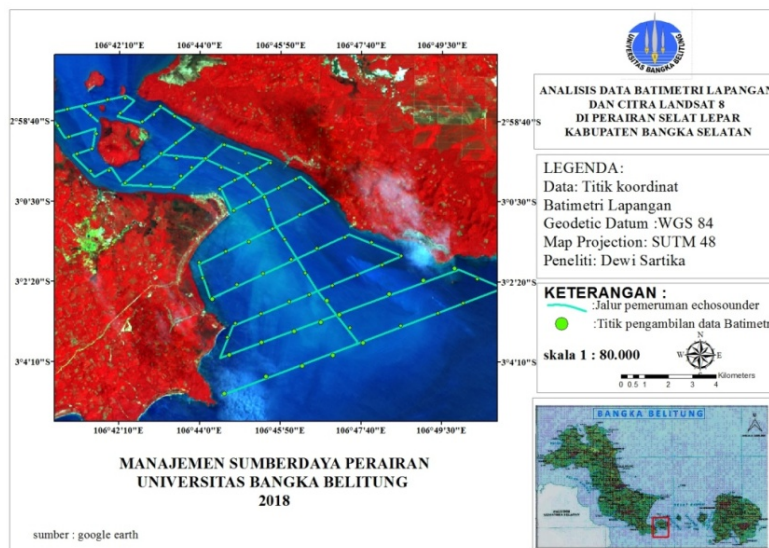 106°42'10"E 106°44'0"E 106°45'50"E 106°47'40"E 106°49'30"E
2°58'40"S 2°58'40"S
3°0'30"S 3°0'30"S
3°2'20"S 3°2'20"S
3°4'10"S 3°4'10"S
106°42'10"E 106°44'0"E 106°45'50"E 106°47'40"E 106°49'30"E
MANAJEMEN SUMBERDAYA PERAIRAN
UNIVERSITAS BANGKA BELITUNG
2018
sumber : google earth
UNIVERSITAS BANGKA BELITUNG
ANALISIS DATA BATIMETRI LAPANGAN
DAN CITRA LANDSAT 8
DI PERAIRAN SELAT LEPAR
KABUPATEN BANGKA SELATAN
LEGENDA:
Data: Titik koordinat
Batimetri Lapangan
Geodetic Datum :WGS 84
Map Projection: SUTM 48
Peneliti: Dewi Sartika
KETERANGAN :
:Jalur pemeruman echosounder
:Titik pengambilan data Batimetr
skala 1 : 80.000
N
W E
S
Kilometers
0 0.5 1 2 3 4
BANGKA BELITUNG